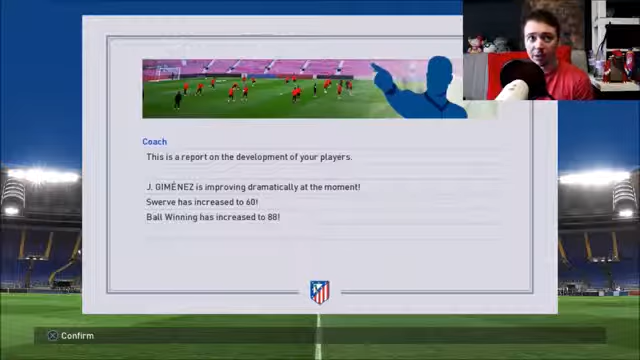 Coach
This is a report on the development of your players.
J. GIMÉNEZ is improving dramatically at the moment!
Swerve has increased to 60!
Ball Winning has increased to 88!
Confirm